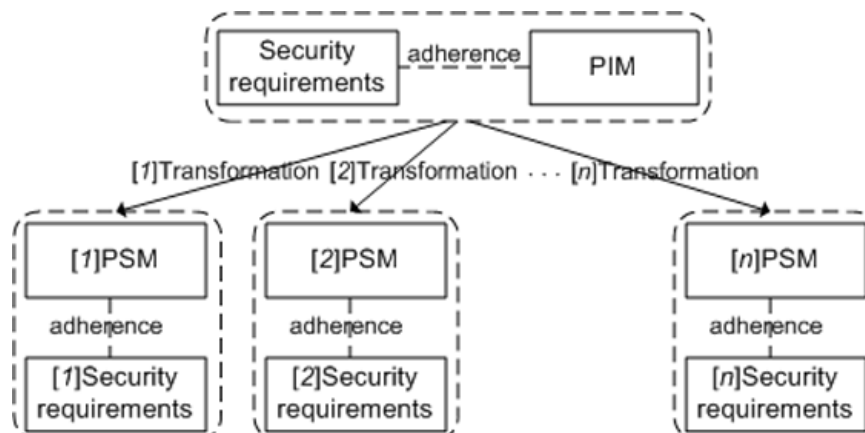 Security
requirements
adherence
PIM
[1]Transformation [2]Transformation · · · [n]Transformation
[1]PSM
[2]PSM
[n]PSM
adherence
adherence
adherence
[1]Security
requirements
[2]Security
requirements
[n]Security
requirements